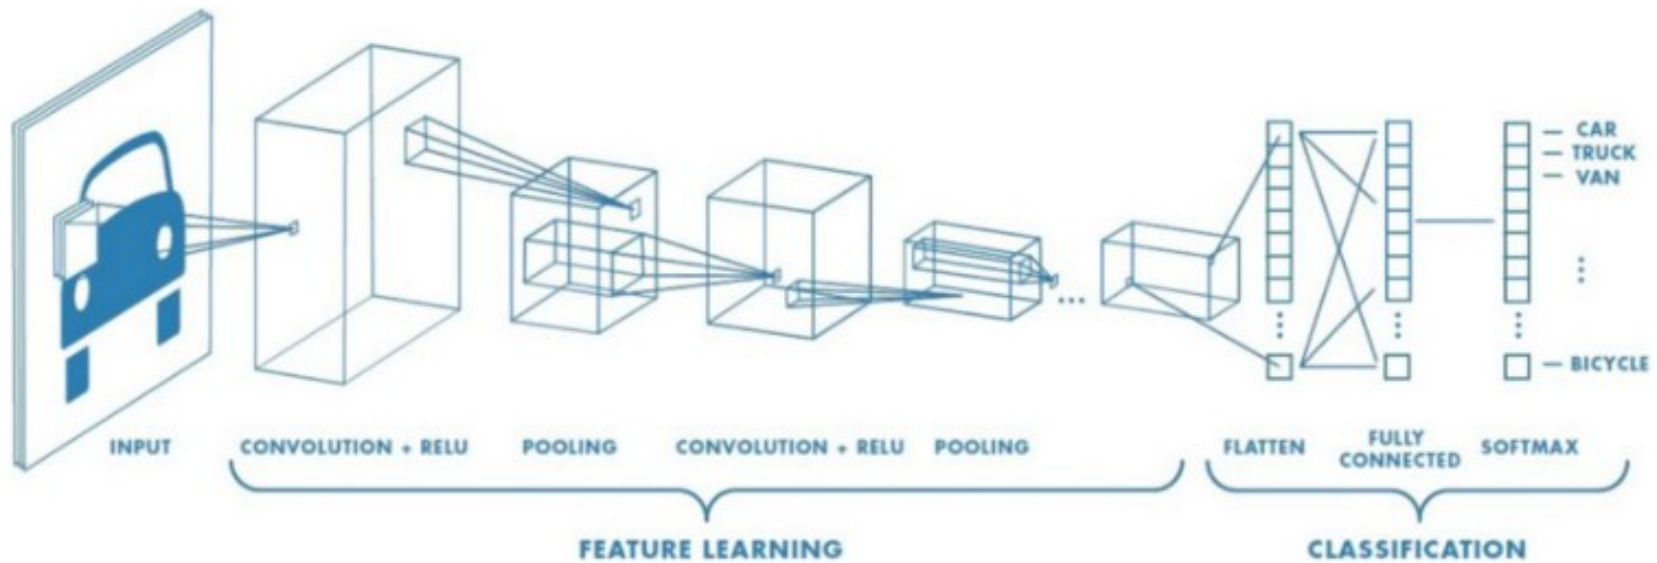 CAR
TRUCK
VAN
BICYCLE
INPUT
CONVOLUTION + RELU
POOLING
CONVOLUTION + RELU
POOLING
FLATTEN
FULLY
CONNECTED
SOFTMAX
FEATURE LEARNING
CLASSIFICATION